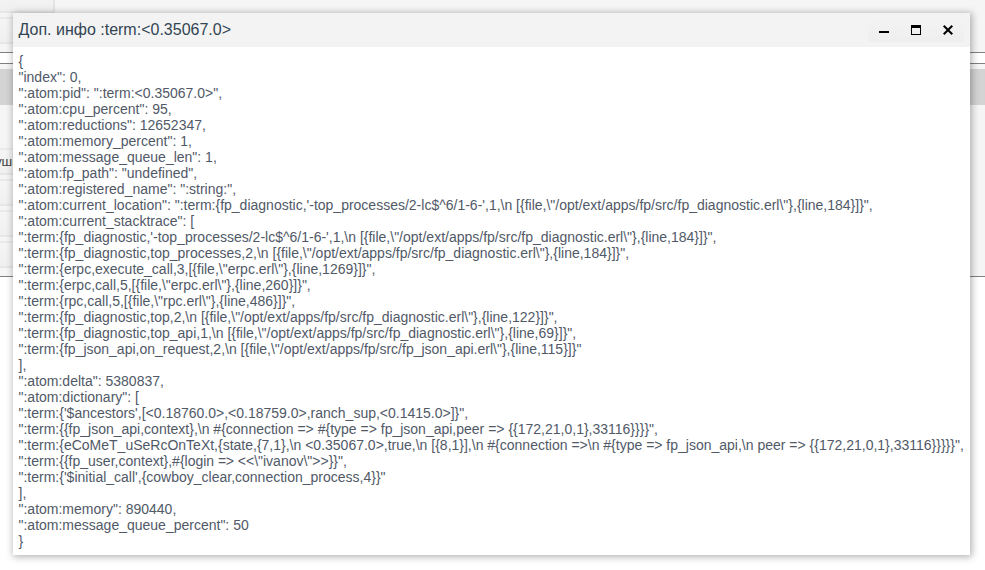 Доп. инфо :term:<0.35067.0>
{
"index": 0,
":atom:pid": ":term:<0.35067.0>",
":atom:cpu_percent": 95,
":atom:reductions": 12652347,
":atom:memory_percent": 1,
":atom:message_queue_len": 1,
":atom:fp_path": "undefined",
":atom:registered_name": ":string:",
":atom:current_location": ":term:{fp_diagnostic,'-top_processes/2-lc$^6/1-6-',1,\n [{file,\"/opt/ext/apps/fp/src/fp_diagnostic.erl\"},{line,184}]}",
":atom:current_stacktrace": [
":term:{fp_diagnostic,'-top_processes/2-lc$^6/1-6-',1,\n [{file,\"/opt/ext/apps/fp/src/fp_diagnostic.erl\"},{line,184}]}",
":term:{fp_diagnostic,top_processes,2,\n [{file,\"/opt/ext/apps/fp/src/fp_diagnostic.erl\"},{line,184}]}",
":term:{erpc,execute_call,3,[{file,\"erpc.erl\"},{line,1269}]}",
":term:{erpc,call,5,[{file,\"erpc.erl\"},{line,260}]}",
":term:{rpc,call,5,[{file,\"rpc.erl\"},{line,486}]}",
":term:{fp_diagnostic,top,2,\n [{file,\"/opt/ext/apps/fp/src/fp_diagnostic.erl\"},{line,122}]}",
":term:{fp_diagnostic,top_api,1,\n [{file,\"/opt/ext/apps/fp/src/fp_diagnostic.erl\"},{line,69}]}",
":term:{fp_json_api,on_request,2,\n [{file,\"/opt/ext/apps/fp/src/fp_json_api.erl\"},{line,115}]}"
],
":atom:delta": 5380837,
":atom:dictionary": [
":term:{'$ancestors',[<0.18760.0>,<0.18759.0>,ranch_sup,<0.1415.0>]}",
":term:{{fp_json_api,context},\n #{connection => #{type => fp_json_api,peer => {{172,21,0,1},33116}}}}",
":term:{eCoMeT_uSeRcOnTeXt,{state,{7,1},\n <0.35067.0>,true,\n [{8,1}],\n #{connection =>\n #{type => fp_json_api,\n peer => {{172,21,0,1},33116}}}}}",
":term:{{fp_user,context},#{login => <<\"ivanov\">>}}",
":term:{'$initial_call',{cowboy_clear,connection_process,4}}"
],
":atom:memory": 890440,
":atom:message_queue_percent": 50
}